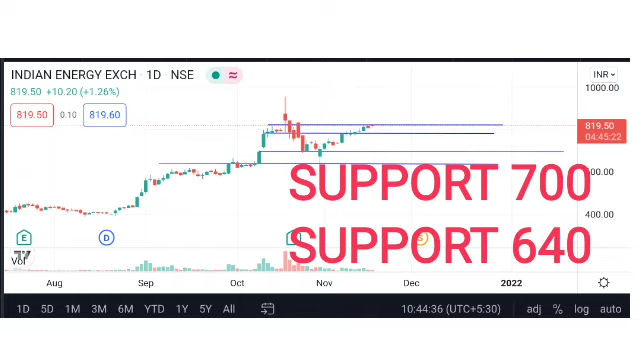 INDIAN ENERGY EXCH · 1D · NSE
INR
819.50 +10.20 (+1.26%)
1000.00
819.50 0.10 819.60
819.50
04:45:22
SUPPORT 700
600.00
400.00
SUPPORT 640
E D S
Vol
Aug Sep Oct Nov Dec 2022
1D 5D 1M 3M 6M YTD 1Y 5Y All 10:44:36 (UTC+5:30) adj % log auto